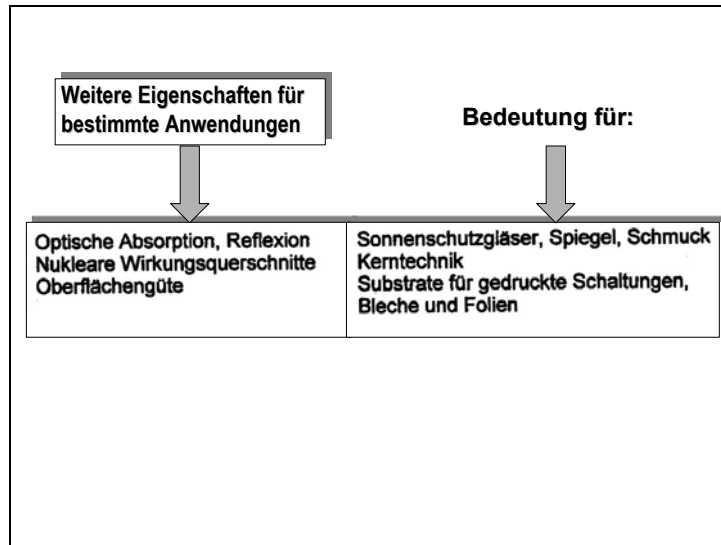 Weitere Eigenschaften für
bestimmte Anwendungen
Bedeutung für:
Optische Absorption, Reflexion
Nukleare Wirkungsquerschnitte
Oberflächengüte
Sonnenschutzgläser, Spiegel, Schmuck
Kerntechnik
Substrate für gedruckte Schaltungen,
Bleche und Folien